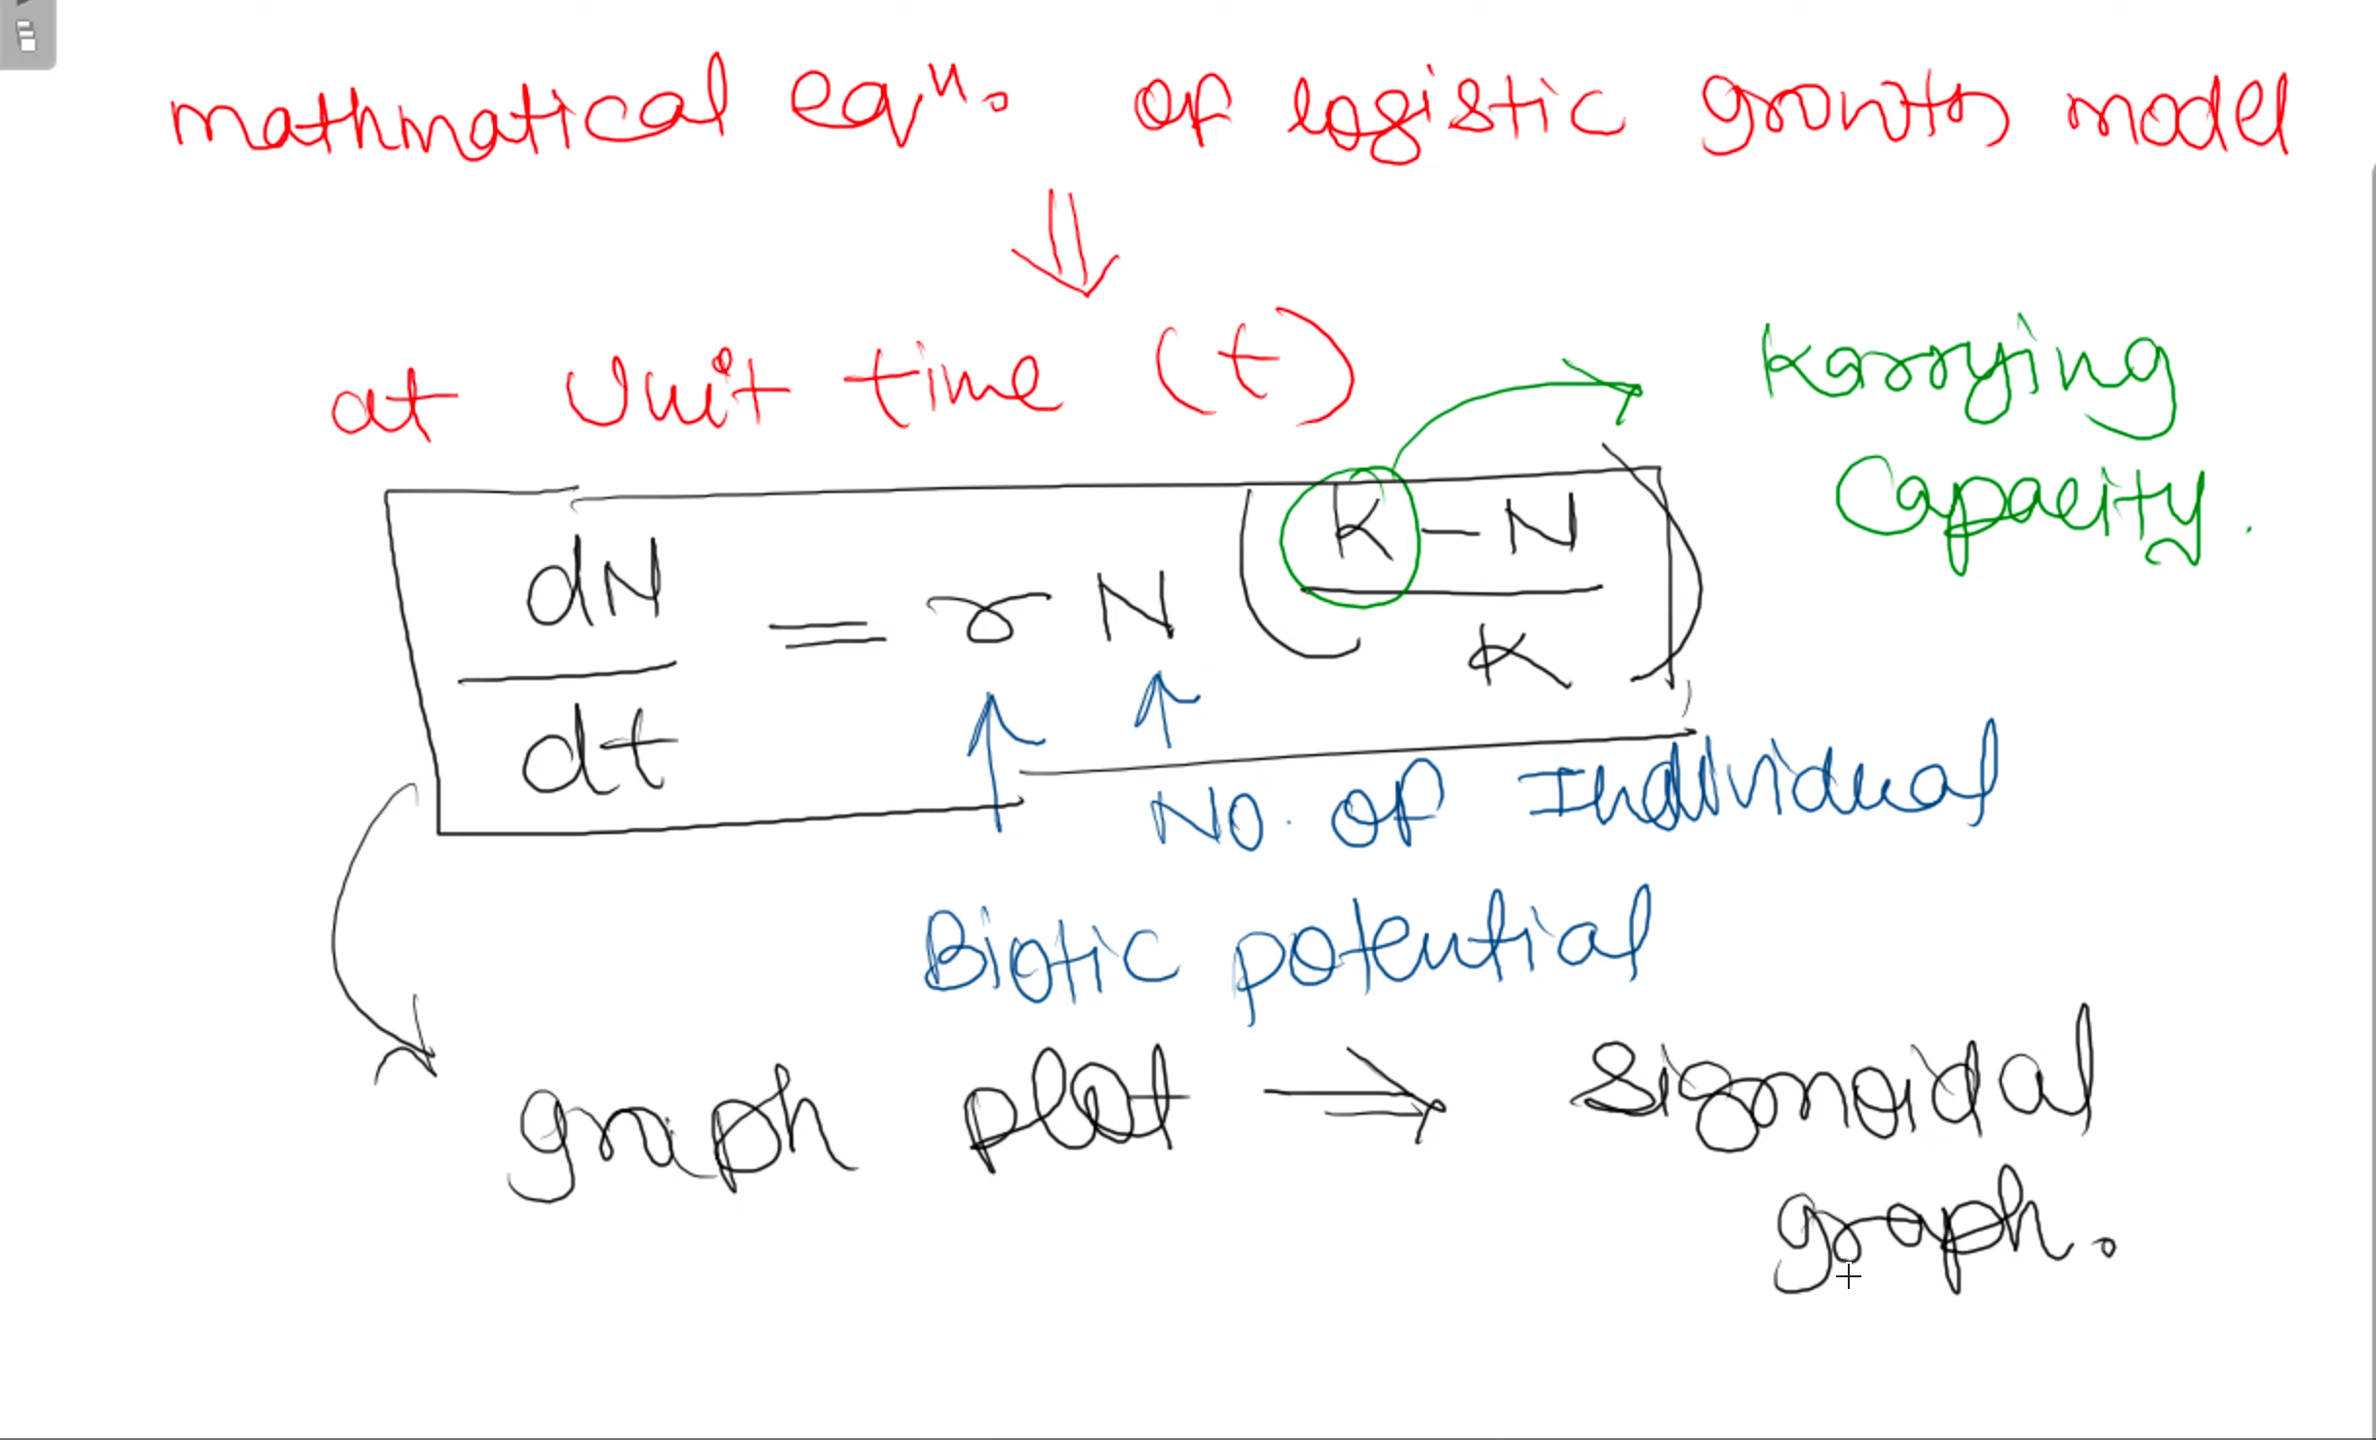 mathmatical eqn. of logistic growth model
at Unit time (t)
Karrying
Capacity.
dN/dt = r N (K-N/K)
No. of Individual
Biotic potential
graph plot → Sigmoidal
graph.